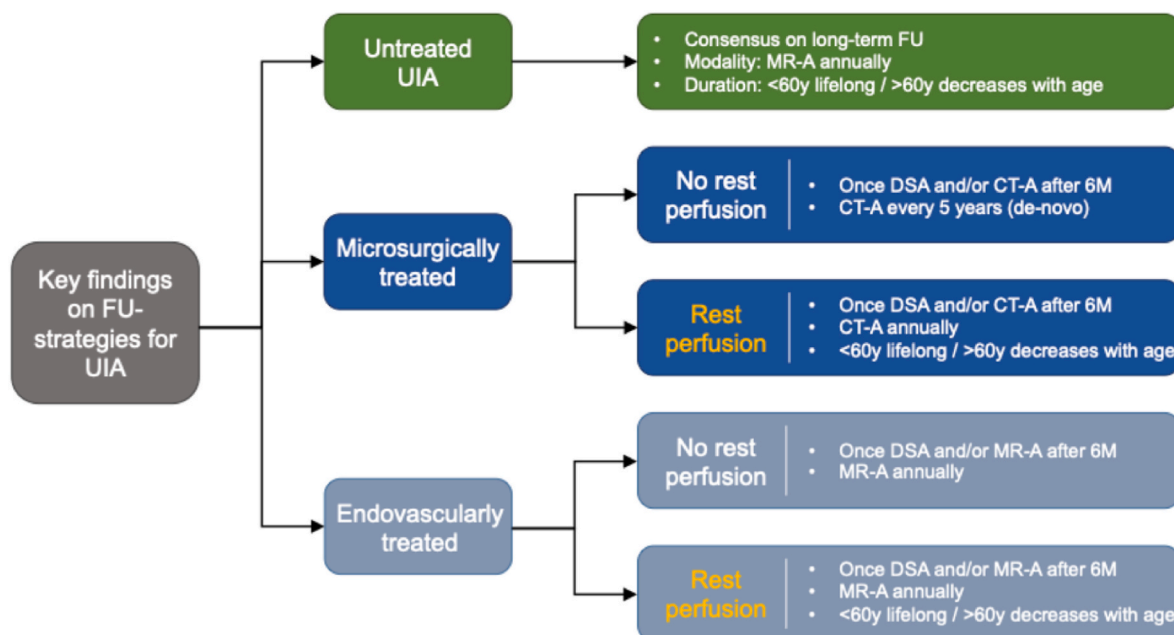 Key findings
on FU-
strategies for
UIA
Untreated
UIA
• Consensus on long-term FU
• Modality: MR-A annually
• Duration: <60y lifelong / >60y decreases with age
Microsurgically
treated
No rest
perfusion
• Once DSA and/or CT-A after 6M
• CT-A every 5 years (de-novo)
Rest
perfusion
• Once DSA and/or CT-A after 6M
• CT-A annually
• <60y lifelong / >60y decreases with age
Endovascularly
treated
No rest
perfusion
• Once DSA and/or MR-A after 6M
• MR-A annually
Rest
perfusion
• Once DSA and/or MR-A after 6M
• MR-A annually
• <60y lifelong / >60y decreases with age